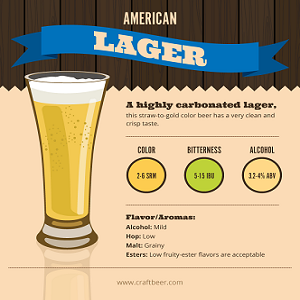 AMERICAN
LAGER
A highly carbonated lager,
this straw-to-gold color beer has a very clean and
crisp taste.
COLOR BITTERNESS ALCOHOL
2-6 SRM 5-15 IBU 3.2-4% ABV
Flavor/Aromas:
Alcohol: Mild
Hop: Low
Malt: Grainy
Esters: Low fruity-ester flavors are acceptable
www.craftbeer.com